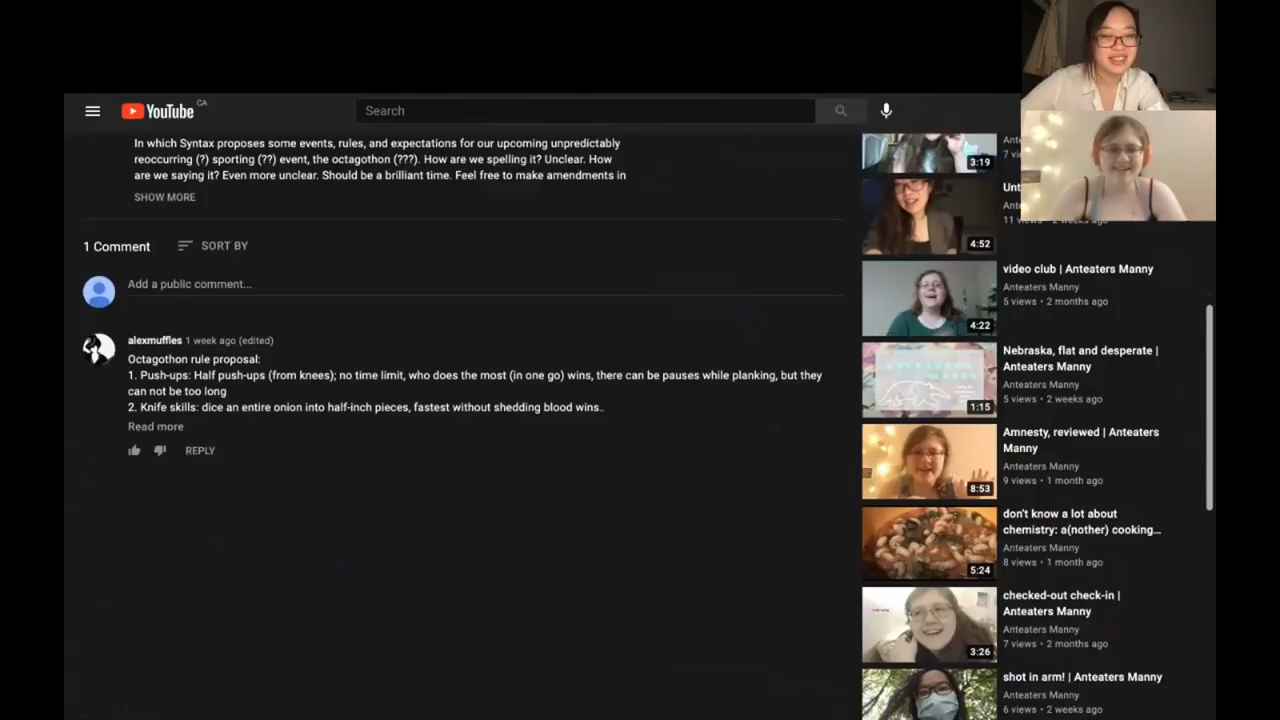 CA
YouTube
Search
In which Syntax proposes some events, rules, and expectations for our upcoming unpredictably
reoccurring (?) sporting (??) event, the octagothon (???). How are we spelling it? Unclear. How
are we saying it? Even more unclear. Should be a brilliant time. Feel free to make amendments in
SHOW MORE
1 Comment
SORT BY
Add a public comment...
alexmuffles 1 week ago (edited)
Octagothon rule proposal:
1. Push-ups: Half push-ups (from knees); no time limit, who does the most (in one go) wins, there can be pauses while planking, but they
can not be too long
2. Knife skills: dice an entire onion into half-inch pieces, fastest without shedding blood wins..
Read more
REPLY
3:19
Ante
7 vi
4:52
Unt
Ante
11 views • 2 weeks ago
4:22
video club | Anteaters Manny
Anteaters Manny
5 views • 2 months ago
1:15
Nebraska, flat and desperate |
Anteaters Manny
Anteaters Manny
5 views • 2 weeks ago
8:53
Amnesty, reviewed | Anteaters
Manny
Anteaters Manny
9 views • 1 month ago
5:24
don't know a lot about
chemistry: a(nother) cooking...
Anteaters Manny
8 views • 1 month ago
3:26
checked-out check-in |
Anteaters Manny
Anteaters Manny
7 views • 2 months ago
shot in arm! | Anteaters Manny
Anteaters Manny
6 views • 2 weeks ago